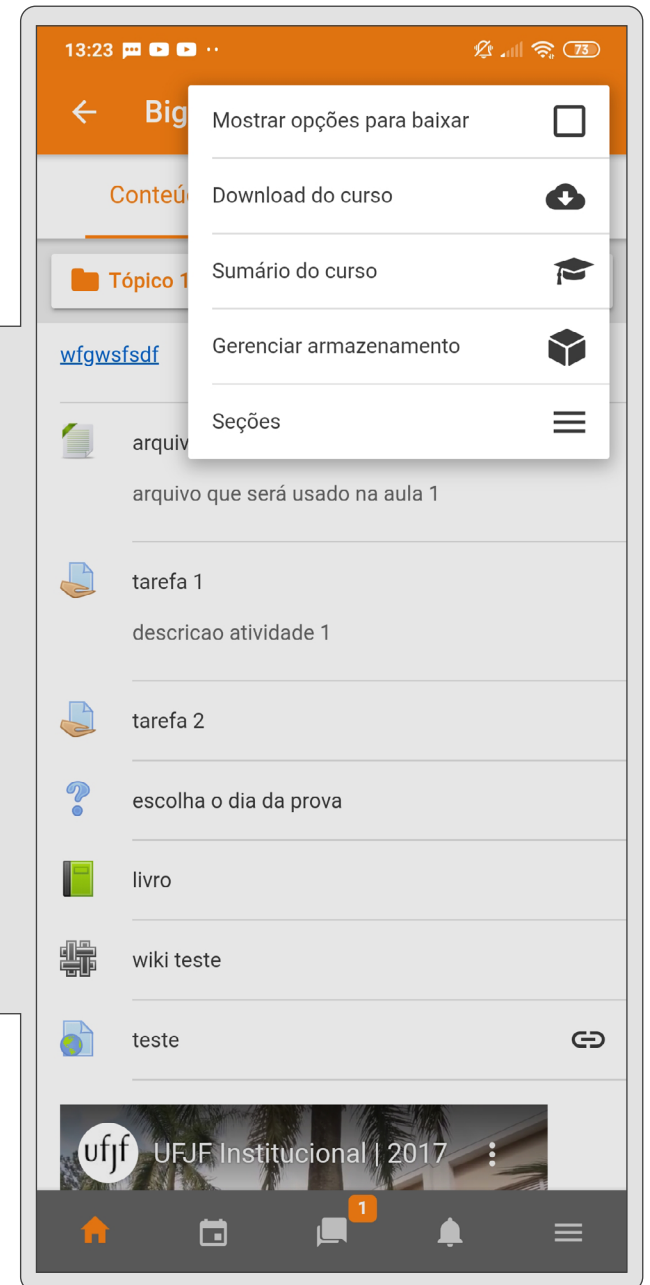 13:23
73
Big
Mostrar opções para baixar
Conteú
Download do curso
Tópico 1
Sumário do curso
wfgwsfsdf
Gerenciar armazenamento
Seções
arquiv
arquivo que será usado na aula 1
tarefa 1
descricao atividade 1
tarefa 2
escolha o dia da prova
livro
wiki teste
teste
ufjf UFJF Institucional | 2017
1